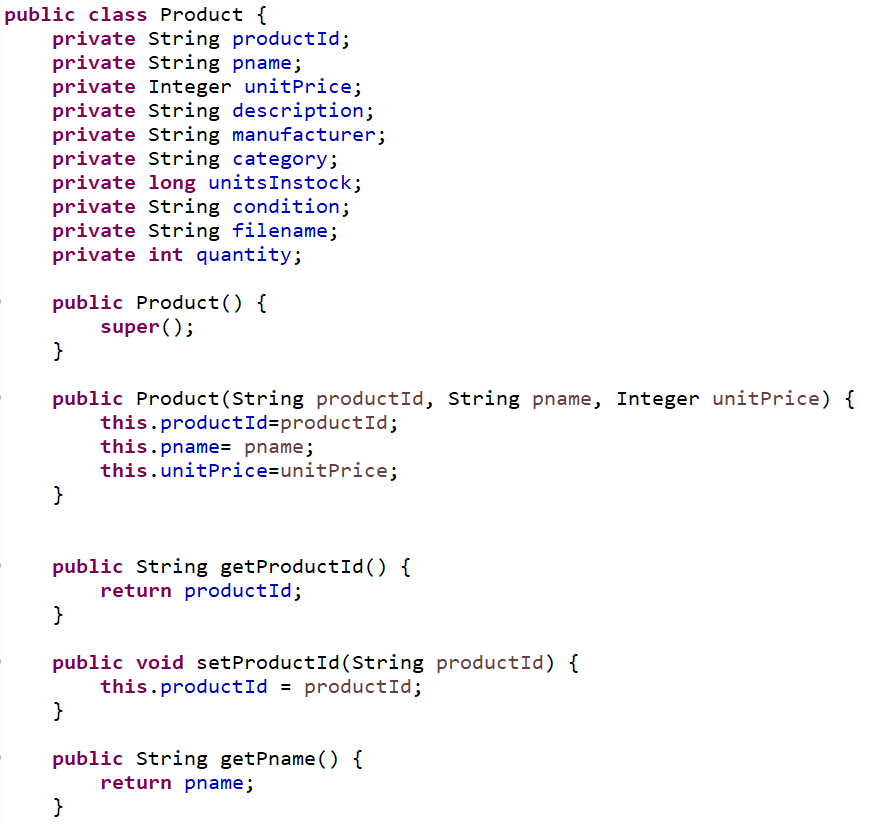 public class Product {
    private String productId;
    private String pname;
    private Integer unitPrice;
    private String description;
    private String manufacturer;
    private String category;
    private long unitsInstock;
    private String condition;
    private String filename;
    private int quantity;

    public Product() {
        super();
    }

    public Product(String productId, String pname, Integer unitPrice) {
        this.productId=productId;
        this.pname= pname;
        this.unitPrice=unitPrice;
    }


    public String getProductId() {
        return productId;
    }

    public void setProductId(String productId) {
        this.productId = productId;
    }

    public String getPname() {
        return pname;
    }